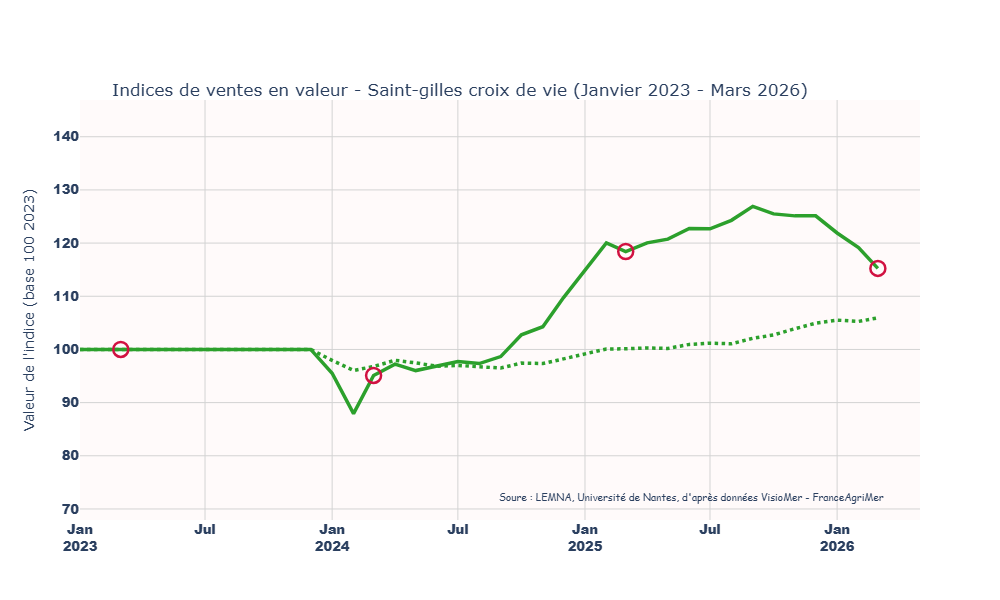 Indices de ventes en valeur - Saint-gilles croix de vie (Janvier 2023 - Mars 2026)
Valeur de l'indice (base 100 2023)
140
130
120
110
100
90
80
70
Soure : LEMNA, Université de Nantes, d'après données VisioMer - FranceAgriMer
Jan Jul Jan Jul Jan Jul Jan
2023 2024 2025 2026